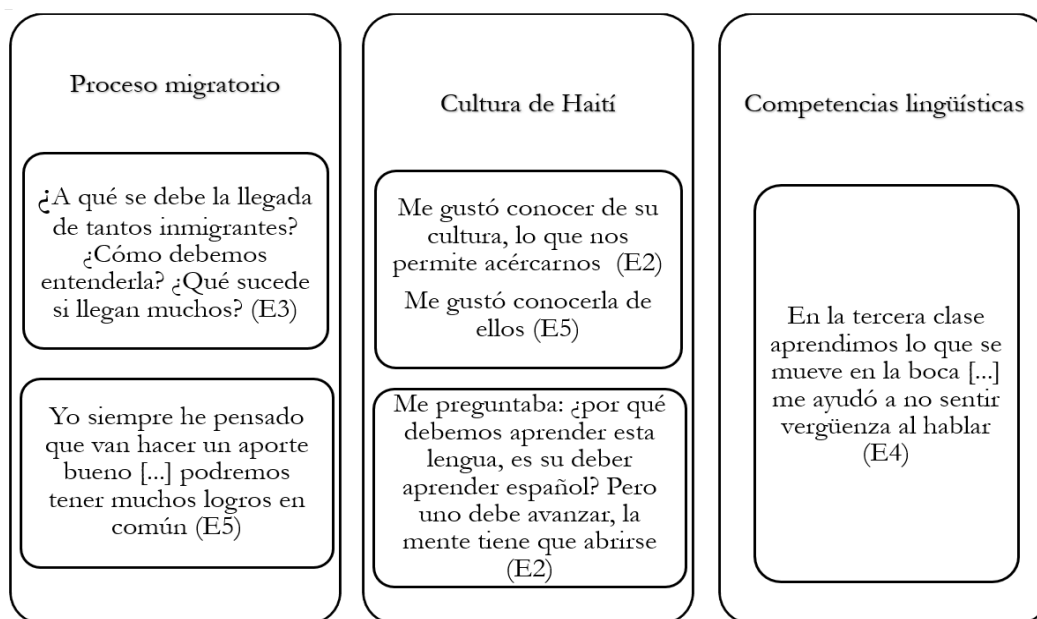 Proceso migratorio
¿A qué se debe la llegada
de tantos inmigrantes?
¿Cómo debemos
entenderla? ¿Qué sucede
si llegan muchos? (E3)
Yo siempre he pensado
que van hacer un aporte
bueno [...] podremos
tener muchos logros en
común (E5)
Cultura de Haití
Me gustó conocer de su
cultura, lo que nos
permite acércarnos (E2)
Me gustó conocerla de
ellos (E5)
Me preguntaba: ¿por qué
debemos aprender esta
lengua, es su deber
aprender español? Pero
uno debe avanzar, la
mente tiene que abrirse
(E2)
Competencias lingüísticas
En la tercera clase
aprendimos lo que se
mueve en la boca [...]
me ayudó a no sentir
vergüenza al hablar
(E4)